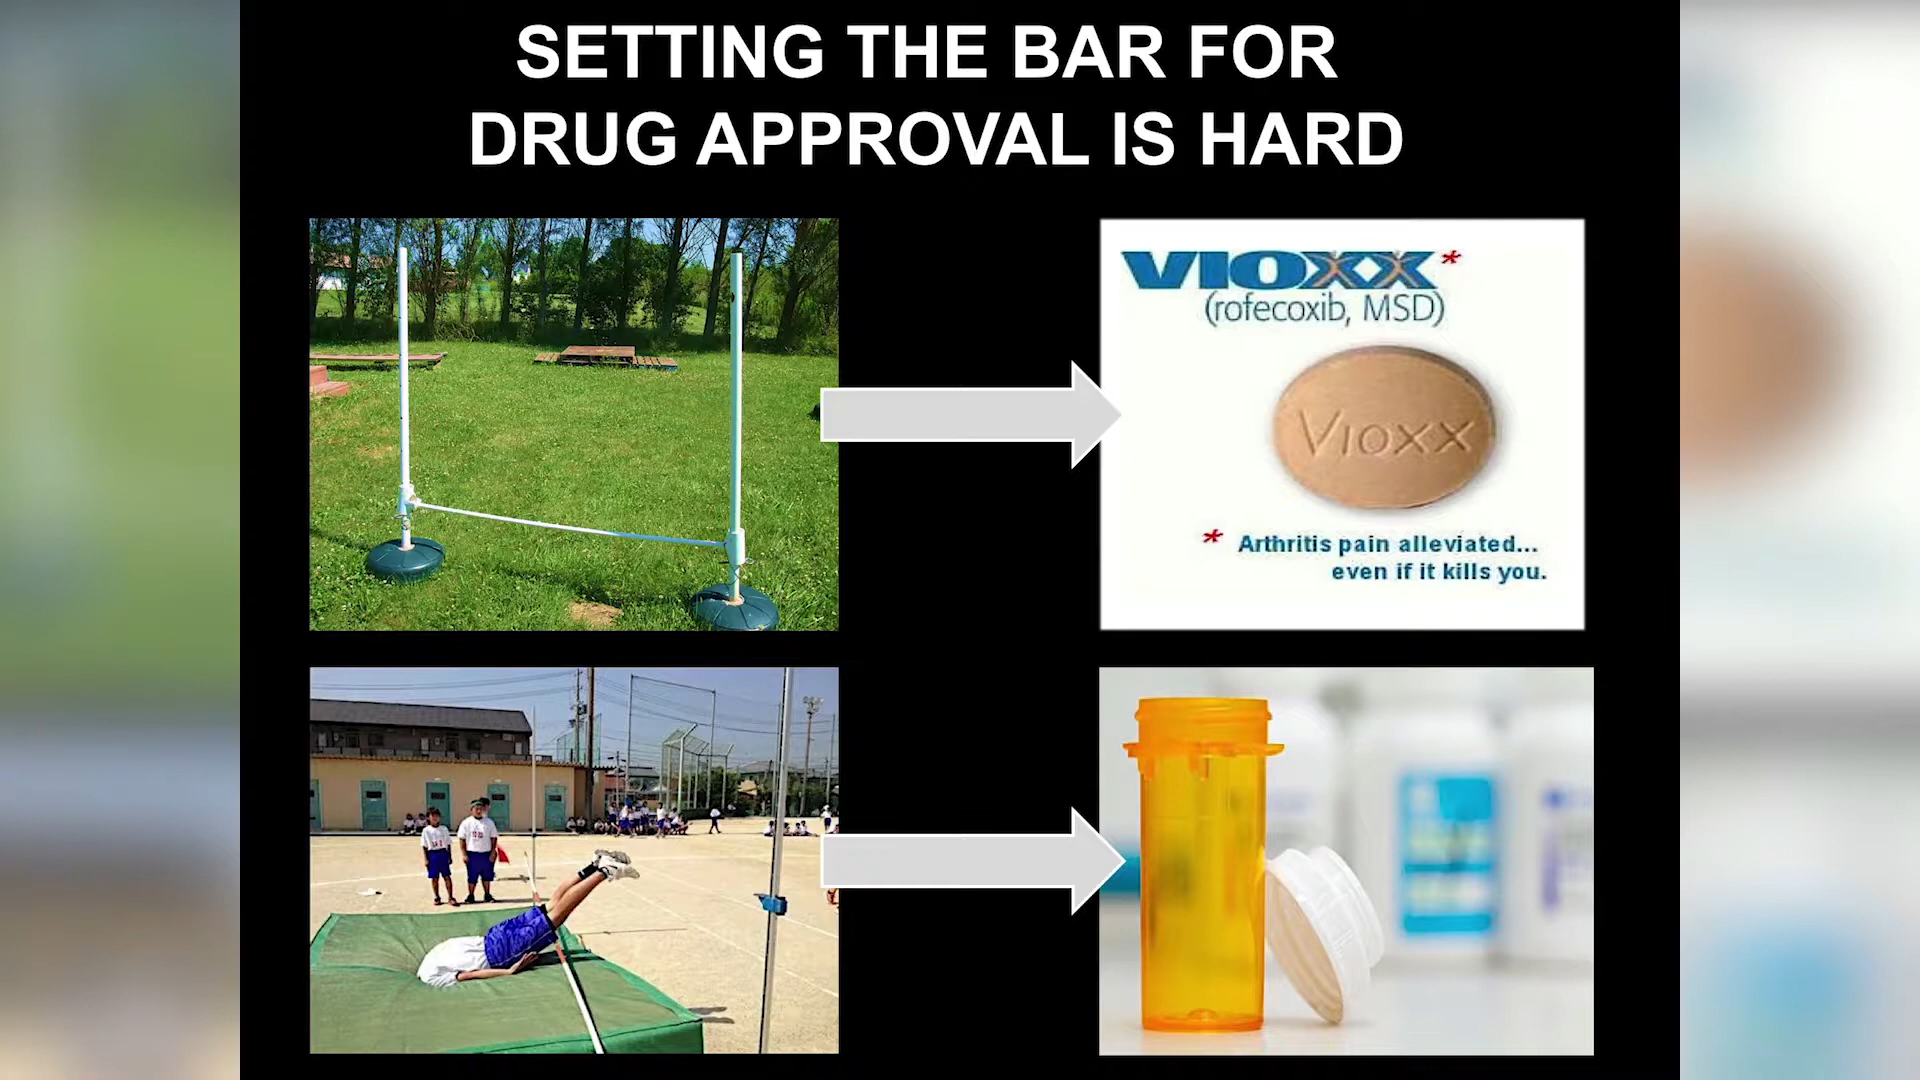 SETTING THE BAR FOR
DRUG APPROVAL IS HARD
VIOXX*
(rofecoxib, MSD)
VIOXX
* Arthritis pain alleviated...
even if it kills you.